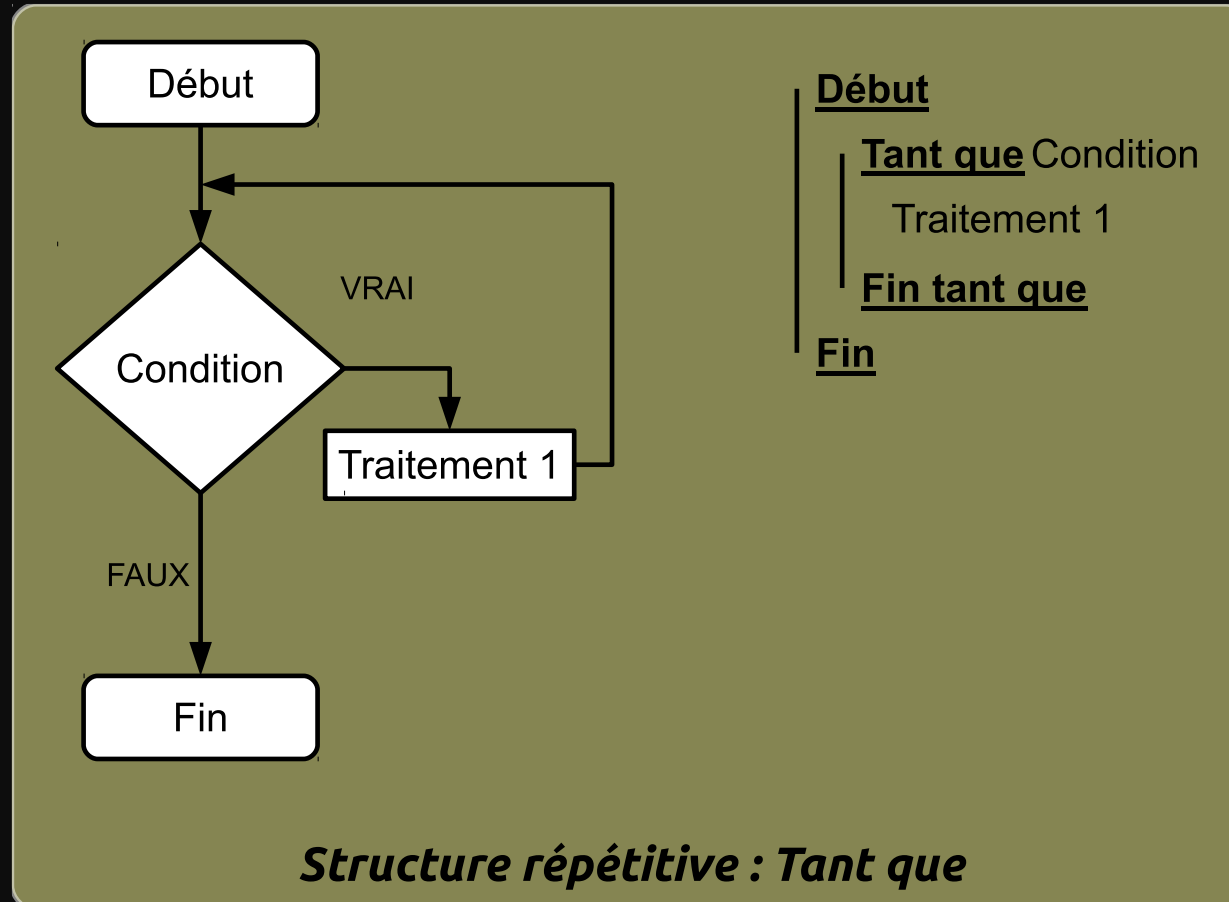 Début
VRAI
Condition
Traitement 1
FAUX
Fin
Début
Tant que Condition
Traitement 1
Fin tant que
Fin
Structure répétitive : Tant que